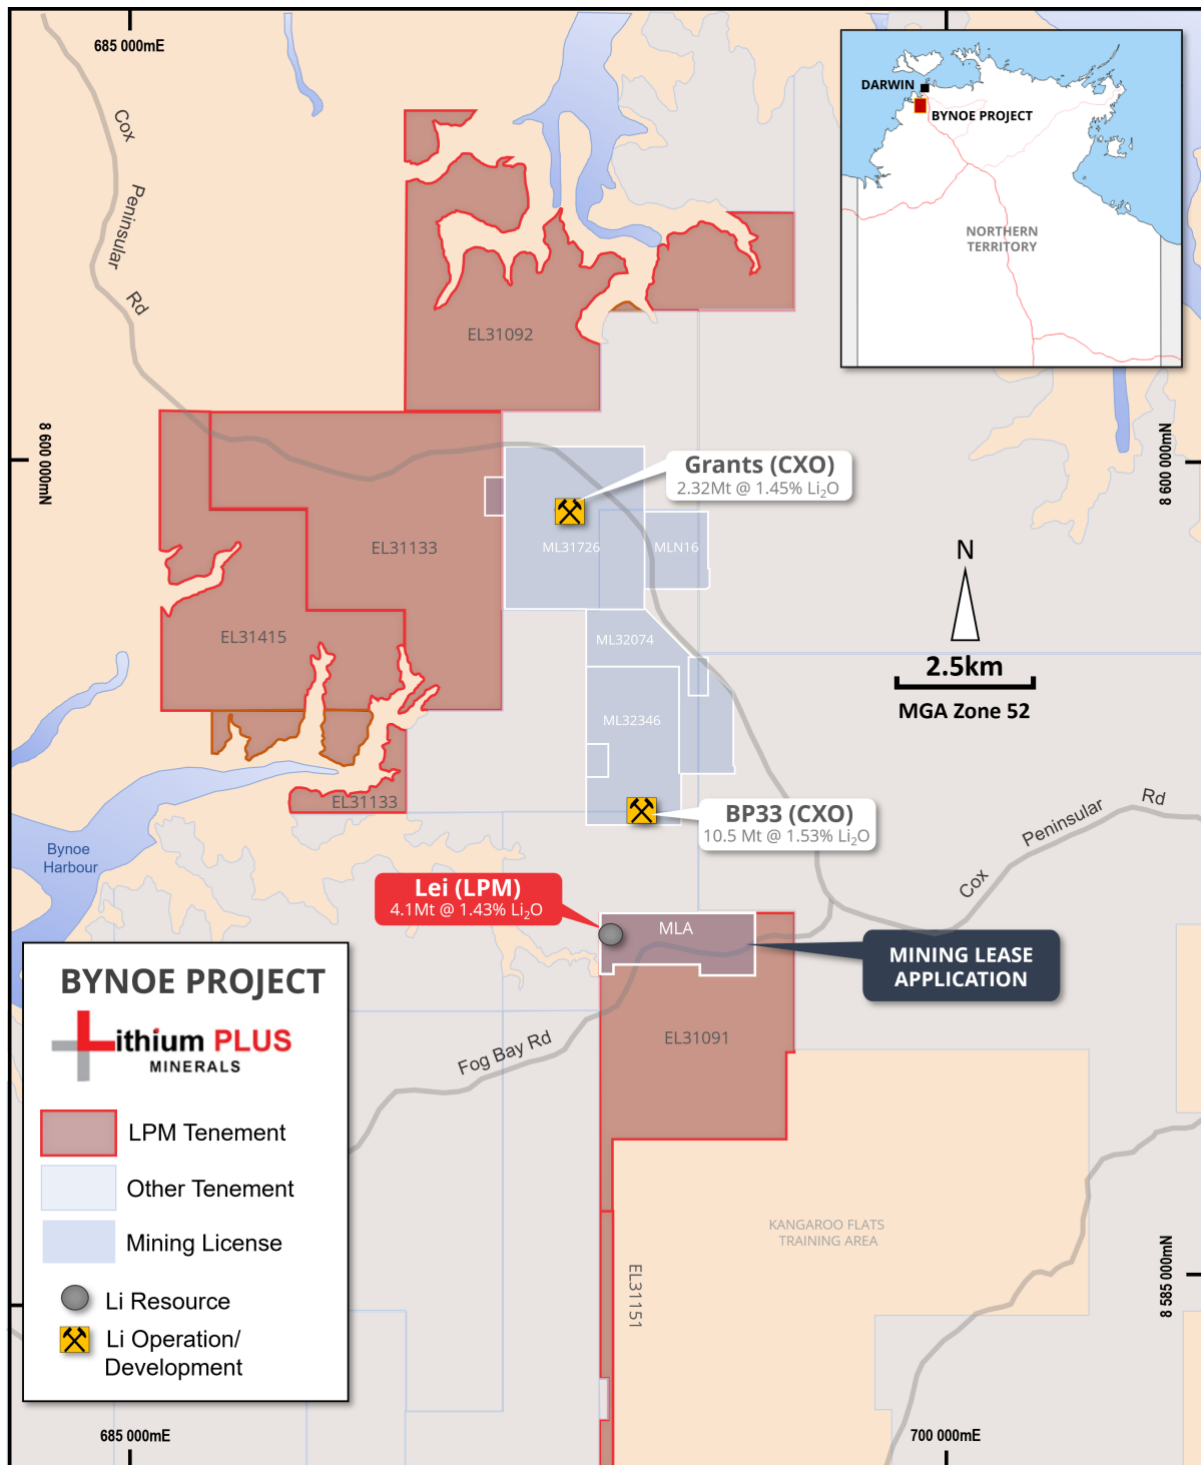 685 000mE
Cox
Peninsular
Rd
DARWIN
BYNOE PROJECT
NORTHERN
TERRITORY
EL31092
8 600 000mN
8 600 000mN
Grants (CXO)
2.32Mt @ 1.45% Li₂O
EL31133
ML31726
MLN16
N
2.5km
MGA Zone 52
EL31415
ML32074
ML32346
EL31133
BP33 (CXO)
10.5 Mt @ 1.53% Li₂O
Cox
Peninsular
Rd
Bynoe
Harbour
Lei (LPM)
4.1Mt @ 1.43% Li₂O
MLA
MINING LEASE
APPLICATION
EL31091
Fog Bay Rd
BYNOE PROJECT
Lithium PLUS
MINERALS
LPM Tenement
Other Tenement
Mining License
Li Resource
Li Operation/
Development
KANGAROO FLATS
TRAINING AREA
EL31151
8 585 000mN
685 000mE
700 000mE